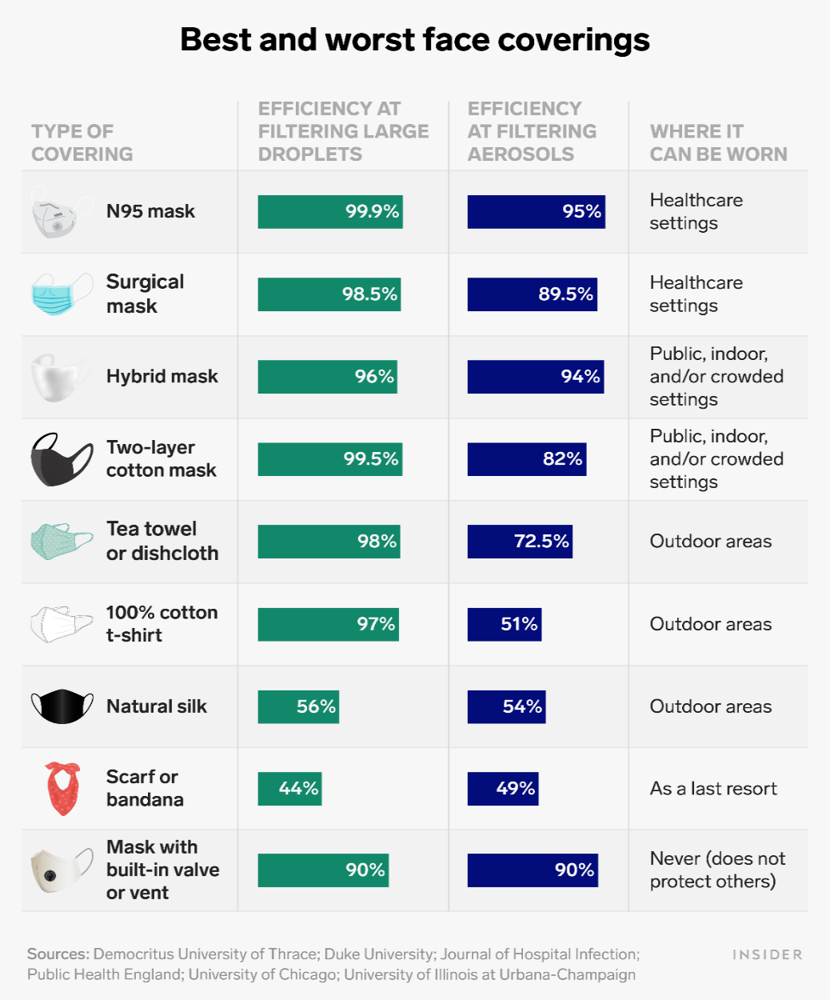 Best and worst face coverings
TYPE OF
COVERING
EFFICIENCY AT
FILTERING LARGE
DROPLETS
EFFICIENCY
AT FILTERING
AEROSOLS
WHERE IT
CAN BE WORN
N95
N95 mask
99.9%
95%
Healthcare
settings
Surgical
mask
98.5%
89.5%
Healthcare
settings
Hybrid mask
96%
94%
Public, indoor,
and/or crowded
settings
Two-layer
cotton mask
99.5%
82%
Public, indoor,
and/or crowded
settings
Tea towel
or dishcloth
98%
72.5%
Outdoor areas
100% cotton
t-shirt
97%
51%
Outdoor areas
Natural silk
56%
54%
Outdoor areas
Scarf or
bandana
44%
49%
As a last resort
Mask with
built-in valve
or vent
90%
90%
Never (does not
protect others)
Sources: Democritus University of Thrace; Duke University; Journal of Hospital Infection;
Public Health England; University of Chicago; University of Illinois at Urbana-Champaign
INSIDER